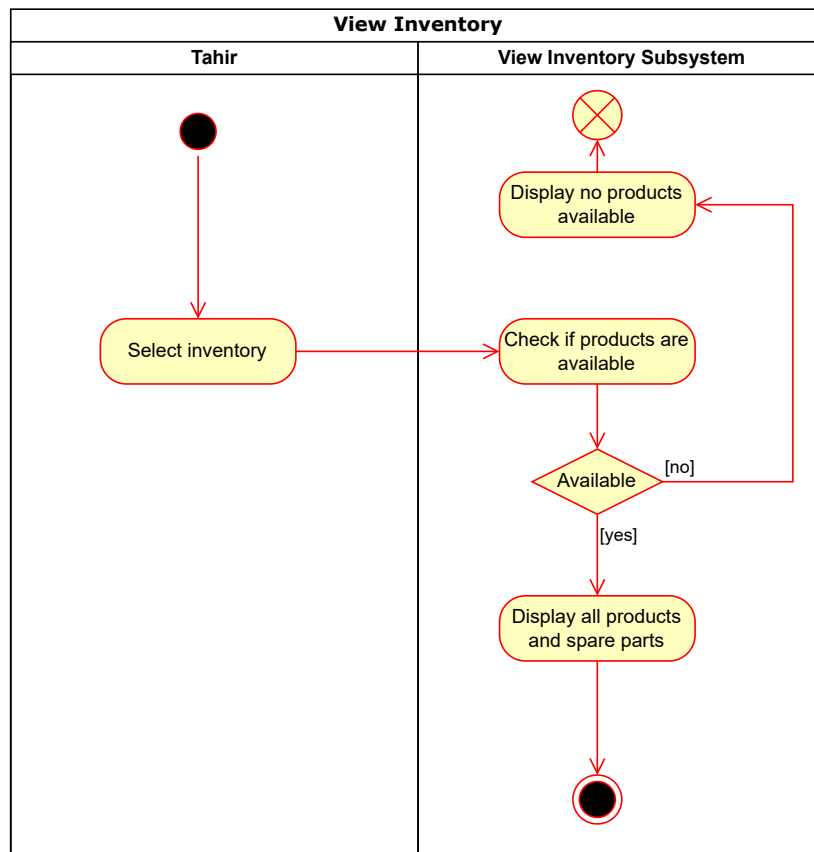 View Inventory
Tahir
View Inventory Subsystem
Display no products
available
Select inventory
Check if products are
available
Available
[no]
[yes]
Display all products
and spare parts